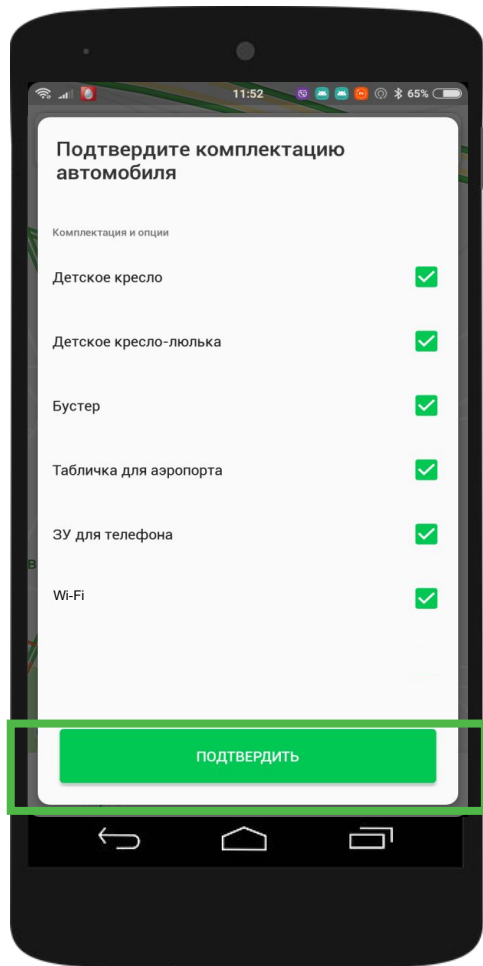 11:52
65%
Подтвердите комплектацию
автомобиля
Комплектация и опции
Детское кресло
Детское кресло-люлька
Бустер
Табличка для аэропорта
ЗУ для телефона
Wi-Fi
В
ПОДТВЕРДИТЬ